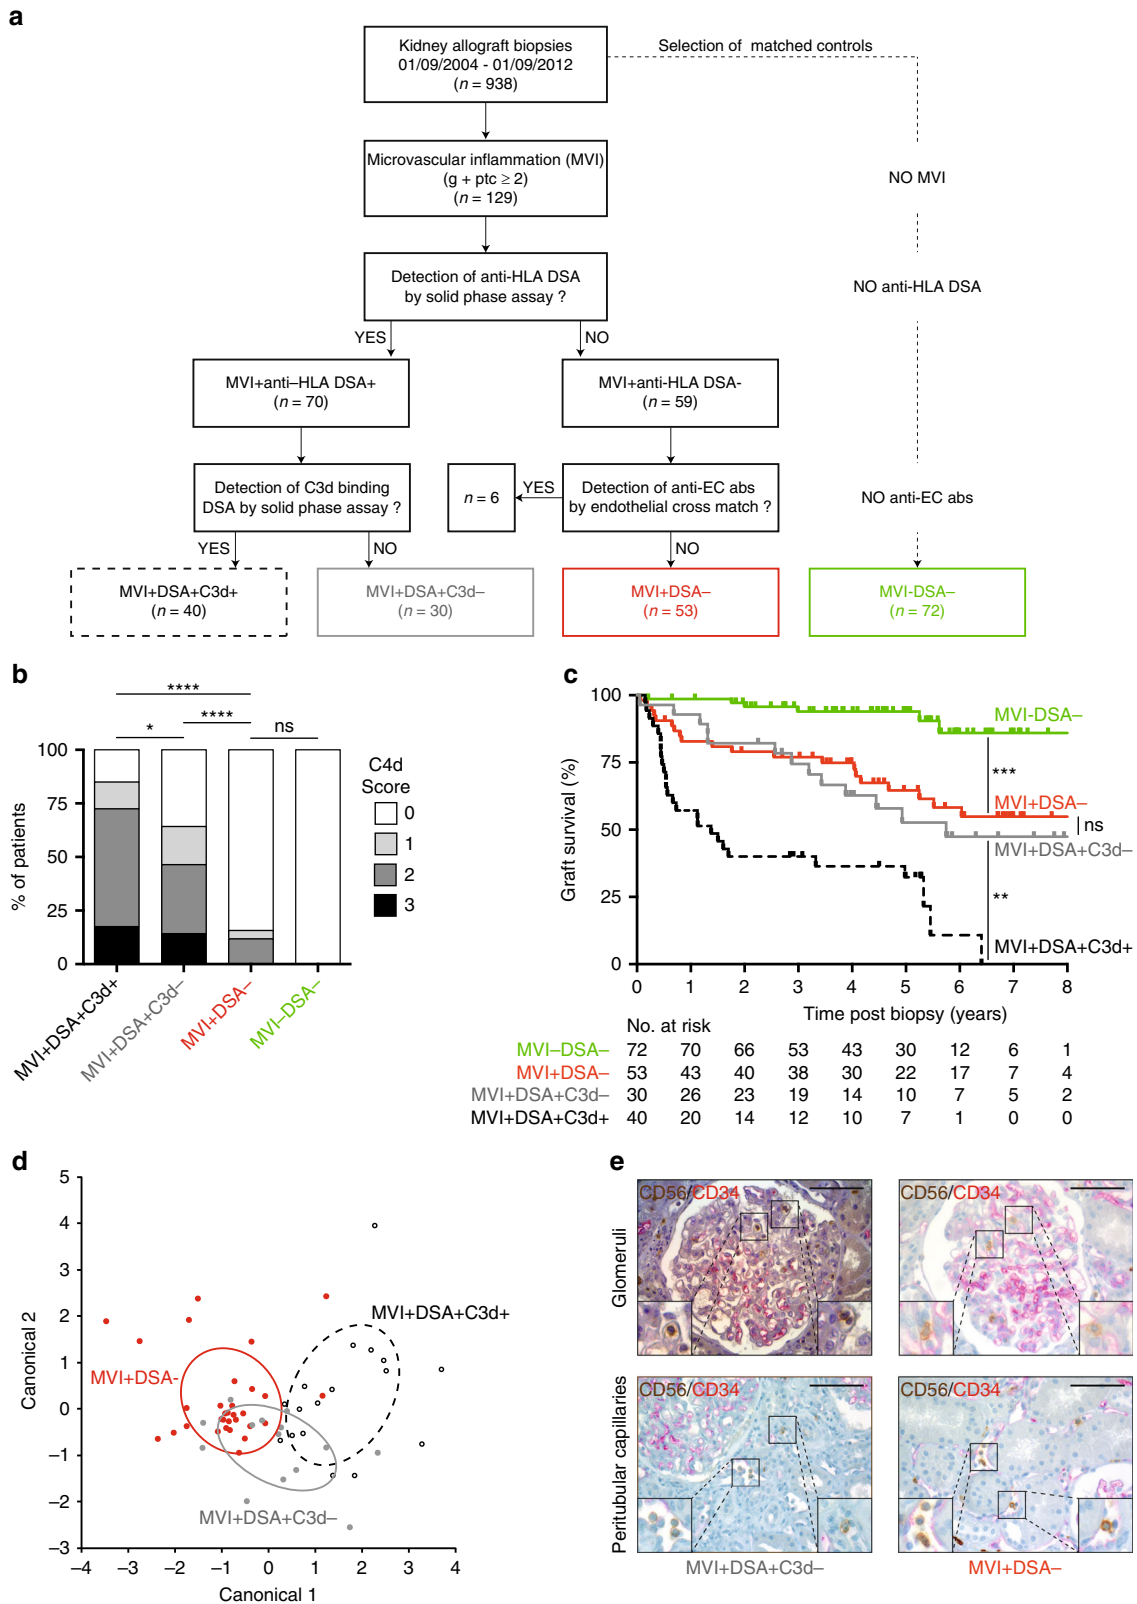 a
Kidney allograft biopsies
01/09/2004 - 01/09/2012
(n = 938)
Selection of matched controls
Microvascular inflammation (MVI)
(g + ptc ≥ 2)
(n = 129)
NO MVI
Detection of anti-HLA DSA
by solid phase assay ?
NO anti-HLA DSA
YES
NO
MVI+anti–HLA DSA+
(n = 70)
MVI+anti-HLA DSA-
(n = 59)
Detection of C3d binding
DSA by solid phase assay ?
n = 6
YES
Detection of anti-EC abs
by endothelial cross match ?
NO anti-EC abs
YES
NO
NO
MVI+DSA+C3d+
(n = 40)
MVI+DSA+C3d–
(n = 30)
MVI+DSA–
(n = 53)
MVI-DSA–
(n = 72)
b
****
* **** ns
% of patients
100
75
50
25
0
C4d
Score
0
1
2
3
MVI+DSA+C3d+
MVI+DSA+C3d–
MVI+DSA–
MVI–DSA–
c
Graft survival (%)
100
75
50
25
0
MVI-DSA–
***
MVI+DSA–
ns
MVI+DSA+C3d–
**
MVI+DSA+C3d+
0 1 2 3 4 5 6 7 8
Time post biopsy (years)
No. at risk
MVI–DSA– 72 70 66 53 43 30 12 6 1
MVI+DSA– 53 43 40 38 30 22 17 7 4
MVI+DSA+C3d– 30 26 23 19 14 10 7 5 2
MVI+DSA+C3d+ 40 20 14 12 10 7 1 0 0
d
Canonical 2
5
4
3
2
1
0
–1
–2
–3
MVI+DSA+C3d+
MVI+DSA-
MVI+DSA+C3d–
–4 –3 –2 –1 0 1 2 3 4
Canonical 1
e
Glomeruli
CD56/CD34
CD56/CD34
Peritubular capillaries
CD56/CD34
CD56/CD34
MVI+DSA+C3d–
MVI+DSA–